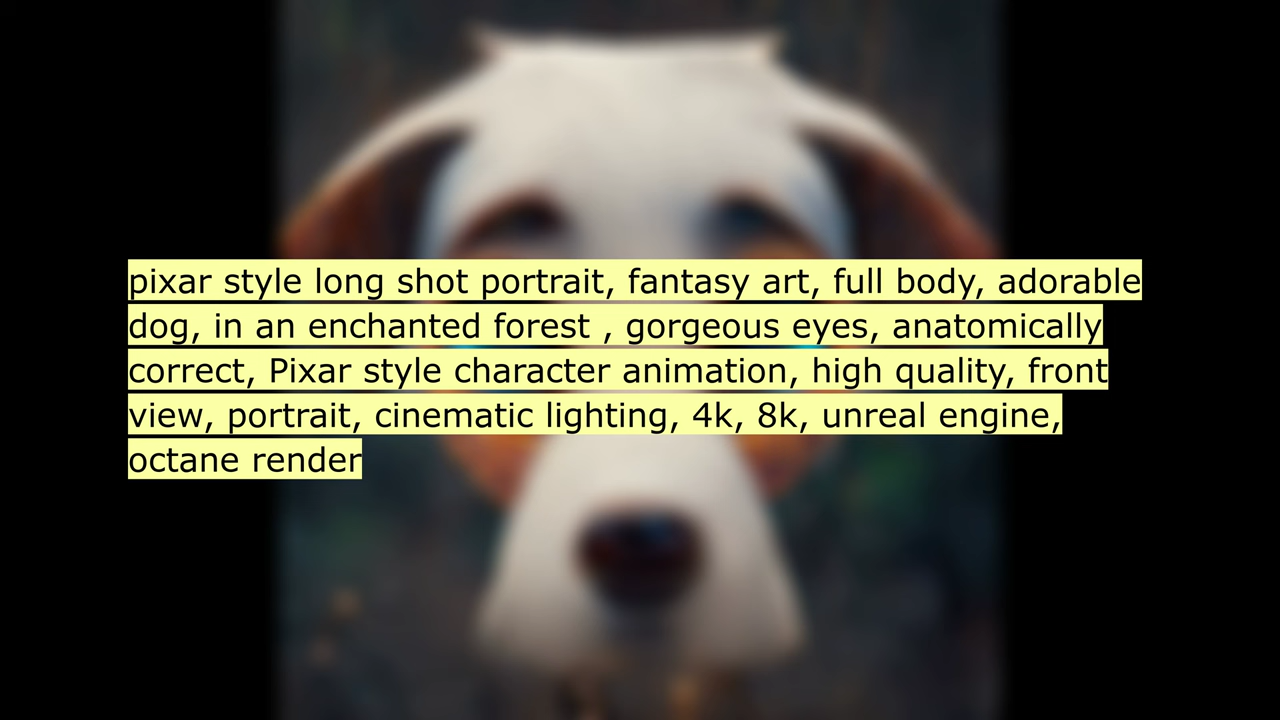 pixar style long shot portrait, fantasy art, full body, adorable
dog, in an enchanted forest , gorgeous eyes, anatomically
correct, Pixar style character animation, high quality, front
view, portrait, cinematic lighting, 4k, 8k, unreal engine,
octane render